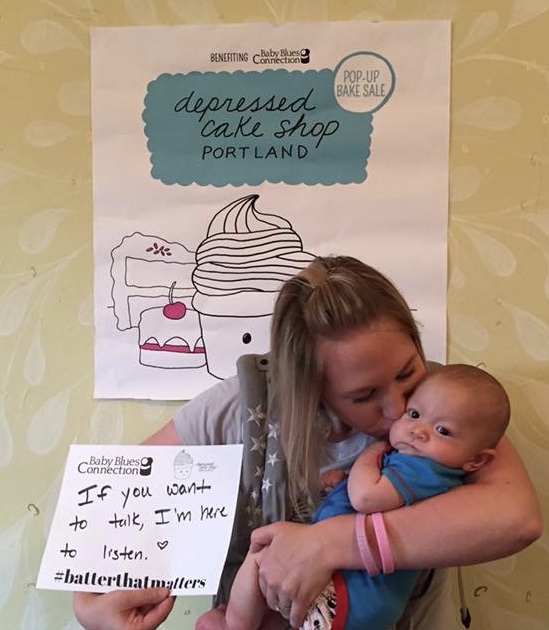 BENEFITING Baby Blues Connection
POP-UP
BAKE SALE
depressed
cake shop
PORTLAND
Baby Blues
Connection
If you want
to talk, I'm here
to listen. ♡
#batterthatmatters